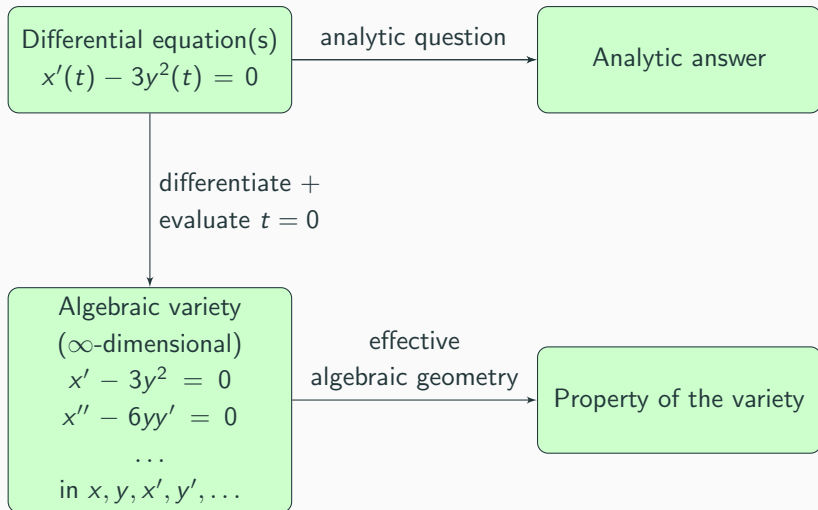 Differential equation(s)
x′(t) − 3y²(t) = 0
analytic question
Analytic answer
differentiate +
evaluate t = 0
Algebraic variety
(∞-dimensional)
x′ − 3y² = 0
x″ − 6yy′ = 0
...
in x, y, x′, y′, ...
effective
algebraic geometry
Property of the variety